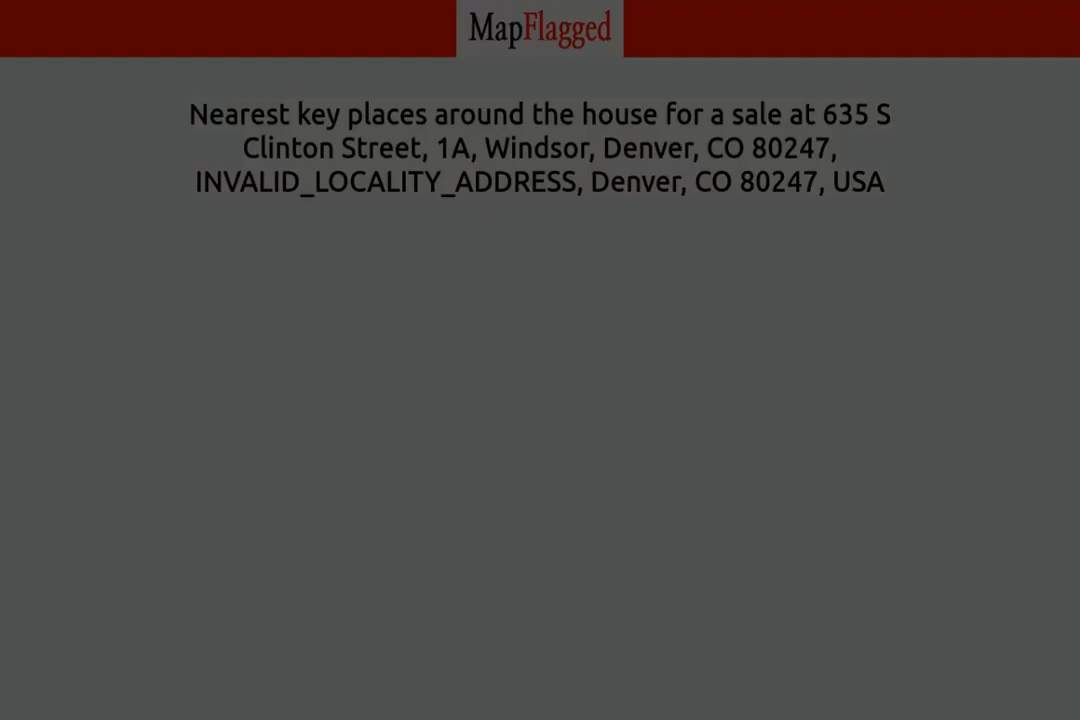 MapFlagged
Nearest key places around the house for a sale at 635 S
Clinton Street, 1A, Windsor, Denver, CO 80247,
INVALID_LOCALITY_ADDRESS, Denver, CO 80247, USA